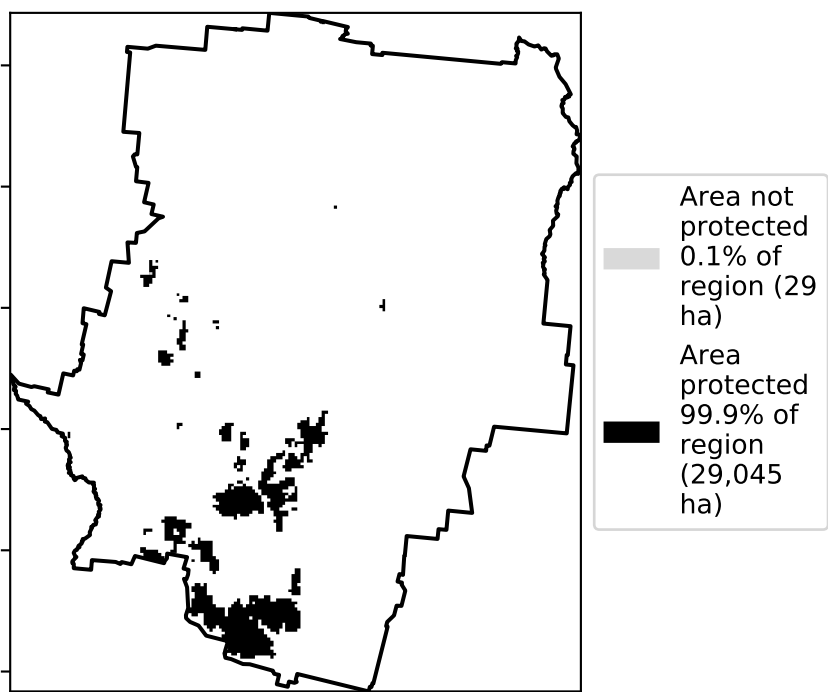 Area not
protected
0.1% of
region (29
ha)
Area
protected
99.9% of
region
(29,045
ha)